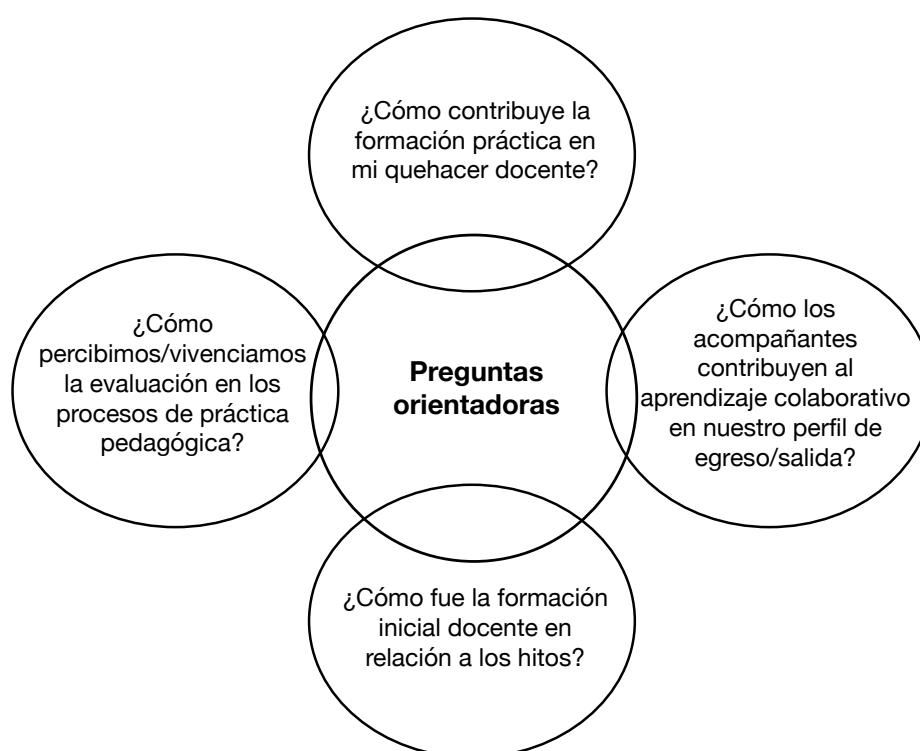 ¿Cómo contribuye la
formación práctica en
mi quehacer docente?
¿Cómo
percibimos/vivenciamos
la evaluación en los
procesos de práctica
pedagógica?
Preguntas
orientadoras
¿Cómo los
acompañantes
contribuyen al
aprendizaje colaborativo
en nuestro perfil de
egreso/salida?
¿Cómo fue la formación
inicial docente en
relación a los hitos?